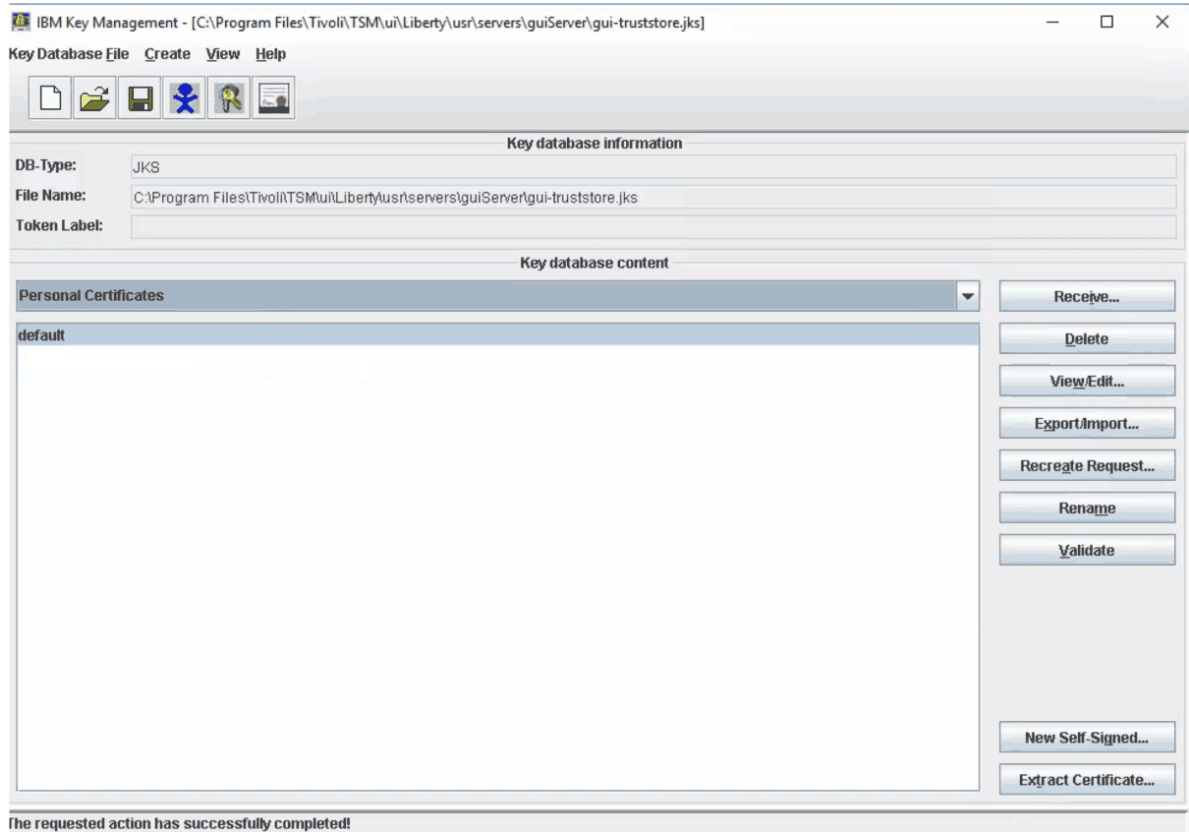 IBM Key Management - [C:\Program Files\Tivoli\TSM\ui\Liberty\usr\servers\guiServer\gui-truststore.jks]
Key Database File Create View Help
Key database information
DB-Type: JKS
File Name: C:\Program Files\Tivoli\TSM\ui\Liberty\usr\servers\guiServer\gui-truststore.jks
Token Label:
Key database content
Personal Certificates
Receive...
default
Delete
View/Edit...
Export/Import...
Recreate Request...
Rename
Validate
New Self-Signed...
Extract Certificate...
The requested action has successfully completed!